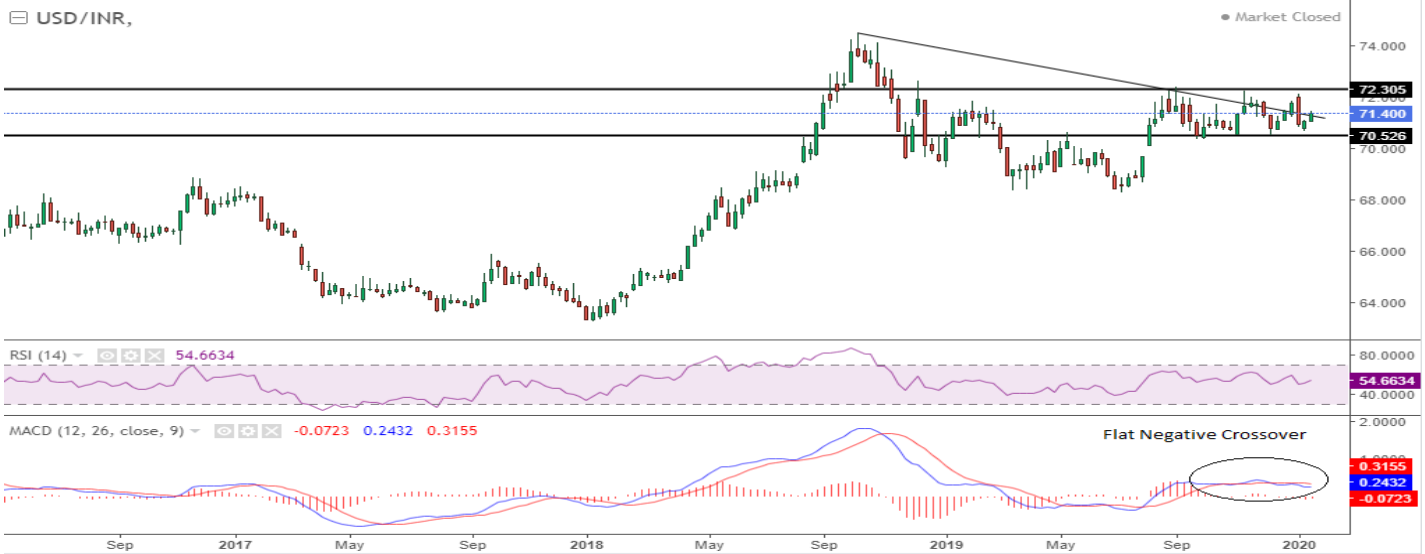 USD/INR,
Market Closed
74.000
72.305
72.000
71.400
70.526
70.000
68.000
66.000
64.000
RSI (14) 54.6634
80.0000
54.6634
40.0000
MACD (12, 26, close, 9) -0.0723 0.2432 0.3155
Flat Negative Crossover
2.0000
1.0000
0.3155
0.2432
-0.0723
Sep 2017 May Sep 2018 May Sep 2019 May Sep 2020